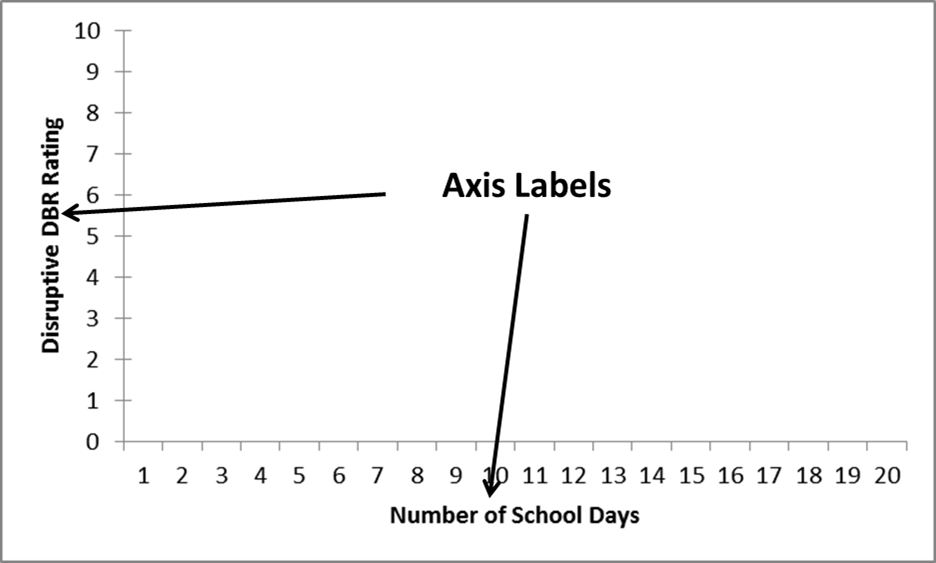 10
9
8
7
6
5
4
3
2
1
0
Disruptive DBR Rating
Axis Labels
1 2 3 4 5 6 7 8 9 10 11 12 13 14 15 16 17 18 19 20
Number of School Days